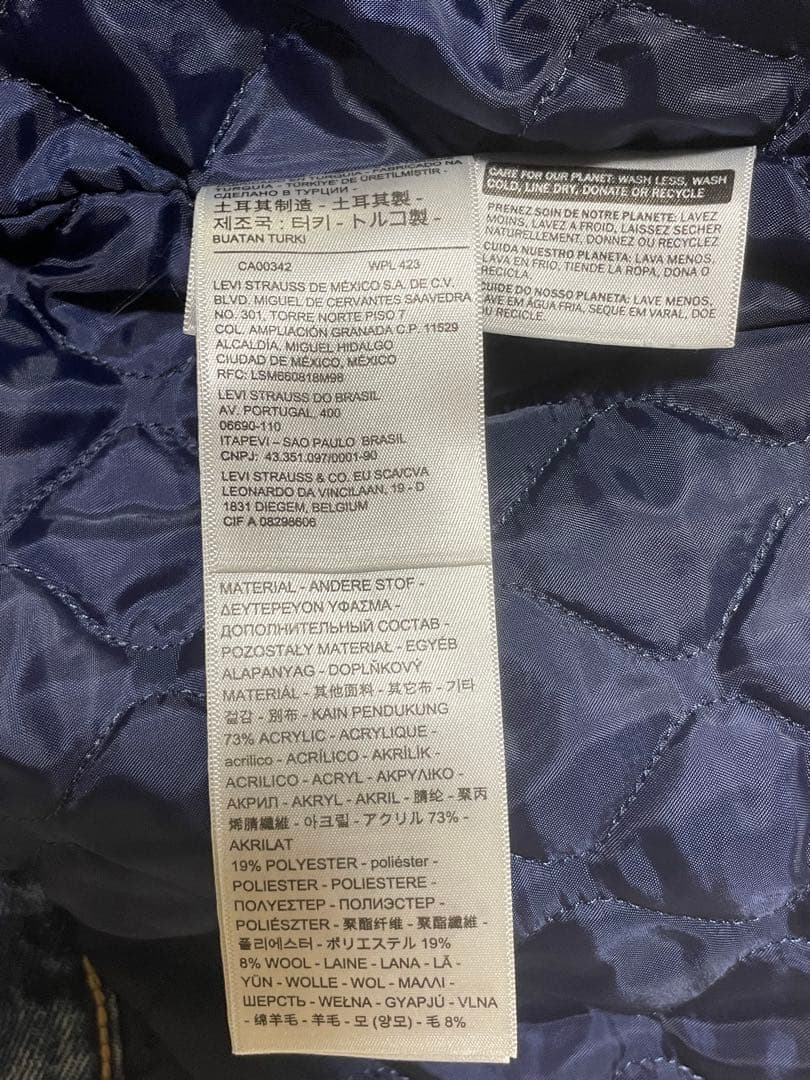 TURQUIA - TÜRKİYE'DE ÜRETİLMİŞTİR -
СДЕЛАНО В ТУРЦИИ -
土耳其制造 - 土耳其製 -
제조국 : 터키 - トルコ製 -
BUATAN TURKI
CA00342 WPL 423
LEVI STRAUSS DE MÉXICO S.A. DE C.V.
BLVD. MIGUEL DE CERVANTES SAAVEDRA
NO. 301, TORRE NORTE PISO 7
COL. AMPLIACIÓN GRANADA C.P. 11529
ALCALDÍA, MIGUEL HIDALGO
CIUDAD DE MÉXICO, MÉXICO
RFC: LSM660818M98
LEVI STRAUSS DO BRASIL
AV. PORTUGAL, 400
06690-110
ITAPEVI – SAO PAULO BRASIL
CNPJ: 43.351.097/0001-90
LEVI STRAUSS & CO. EU SCA/CVA
LEONARDO DA VINCILAAN, 19 - D
1831 DIEGEM, BELGIUM
CIF A 08298606
MATERIAL - ANDERE STOF -
ΔΕΥΤΕΡΕΥΟΝ ΥΦΑΣΜΑ -
ДОПОЛНИТЕЛЬНЫЙ СОСТАВ -
POZOSTAŁY MATERIAŁ - EGYÉB
ALAPANYAG - DOPLŇKOVÝ
MATERIÁL - 其他面料 - 其它布 - 기타
겉감 - 別布 - KAIN PENDUKUNG
73% ACRYLIC - ACRYLIQUE -
acrílico - ACRÍLICO - AKRİLİK -
ACRILICO - ACRYL - ΑΚΡΥΛΙΚΟ -
АКРИЛ - AKRYL - AKRIL - 腈纶 - 聚丙
烯腈纖維 - 아크릴 - アクリル 73% -
AKRILAT
19% POLYESTER - poliéster -
POLIESTER - POLIESTERE -
ΠΟΛΥΕΣΤΕΡ - ПОЛИЭСТЕР -
POLIÉSZTER - 聚酯纤维 - 聚酯纖維 -
폴리에스터 - ポリエステル 19%
8% WOOL - LAINE - LANA - LÃ -
YÜN - WOLLE - WOL - ΜΑΛΛΙ -
ШЕРСТЬ - WEŁNA - GYAPJÚ - VLNA
- 绵羊毛 - 羊毛 - 모 (양모) - 毛 8%
CARE FOR OUR PLANET: WASH LESS, WASH
COLD, LINE DRY, DONATE OR RECYCLE
PRENEZ SOIN DE NOTRE PLANETE: LAVEZ
MOINS, LAVEZ A FROID, LAISSEZ SECHER
NATURELLEMENT, DONNEZ OU RECYCLEZ
CUIDA NUESTRO PLANETA: LAVA MENOS,
LAVA EN FRIO, TIENDE LA ROPA, DONA O
RECICLA.
CUIDE DO NOSSO PLANETA: LAVE MENOS,
LAVE EM ÁGUA FRIA, SEQUE EM VARAL, DOE
OU RECICLE.